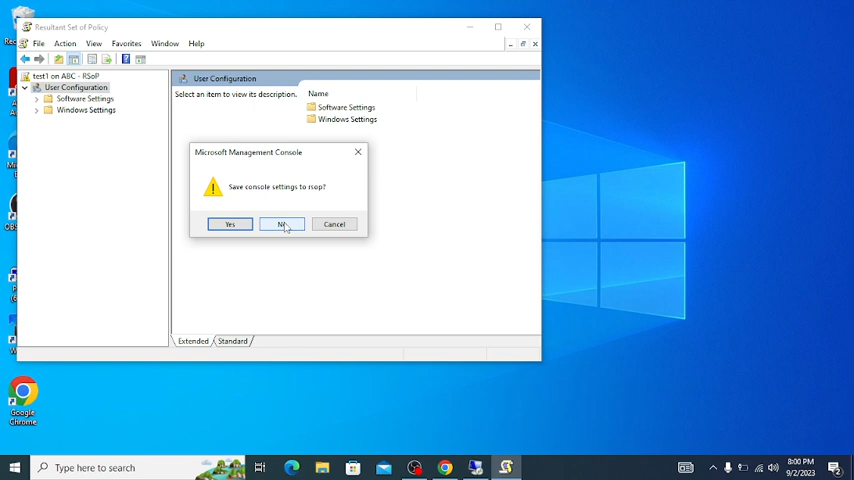 Resultant Set of Policy
File Action View Favorites Window Help
test1 on ABC - RSoP
User Configuration
Software Settings
Windows Settings
User Configuration
Select an item to view its description.
Name
Software Settings
Windows Settings
Microsoft Management Console
Save console settings to rsop?
Yes
Cancel
Extended
Standard
Google
Chrome
Type here to search
8:00 PM
9/2/2023
2